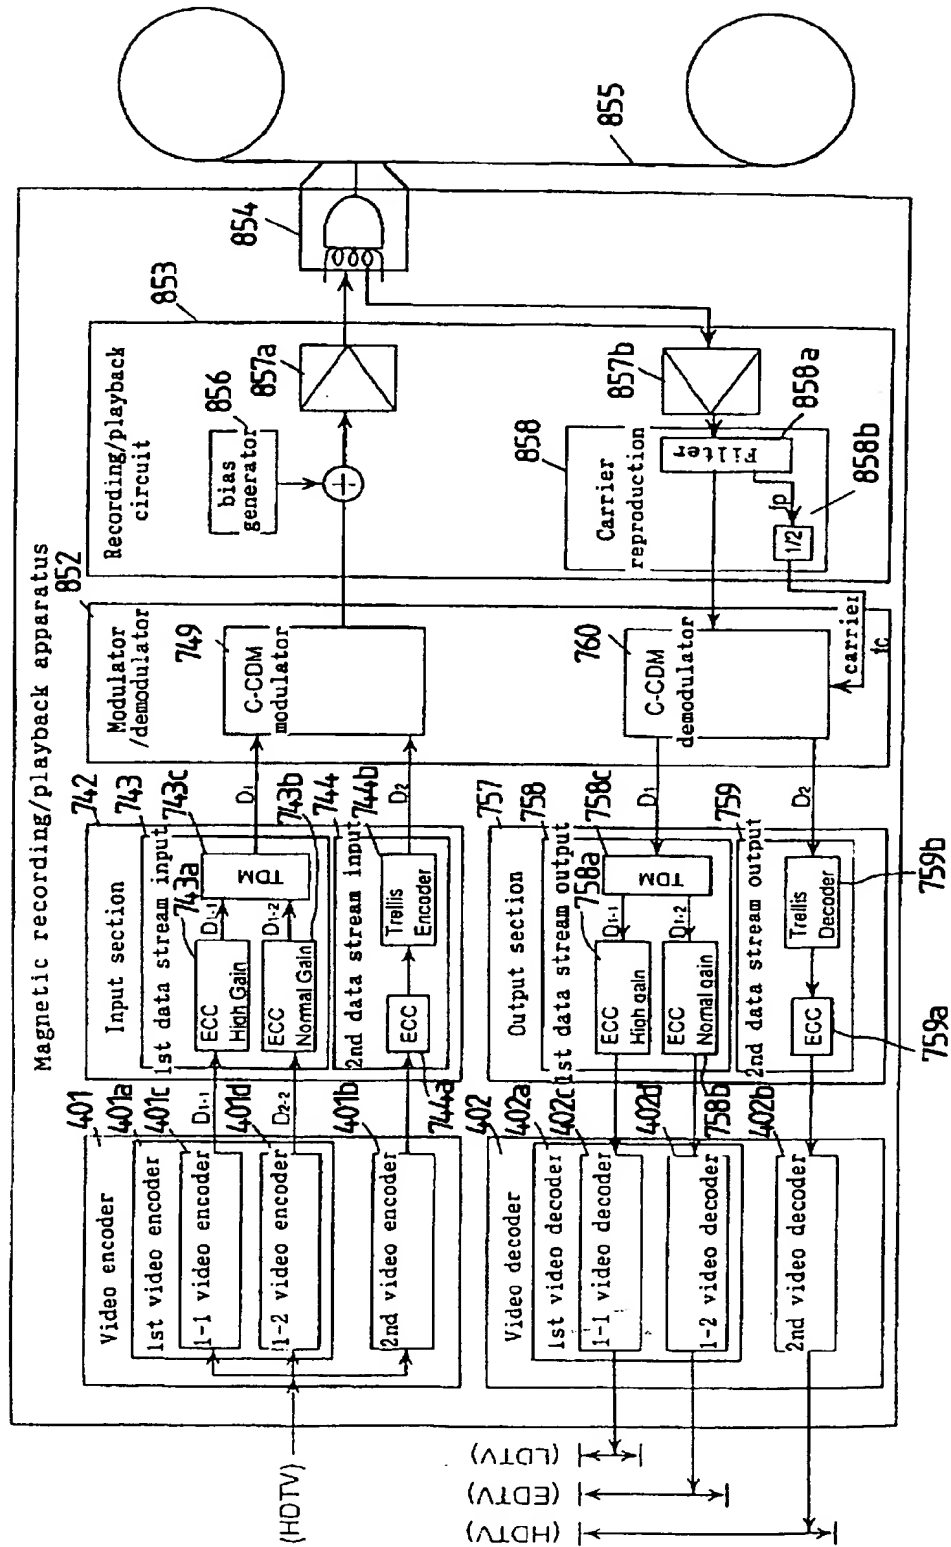 Magnetic recording/playback apparatus
852
853
854
855
Video encoder
401
1st video encoder
401a
1-1 video encoder
401c
1-2 video encoder
401d
2nd video encoder
401b
(HDTV)
D1-1
D2-2
Input section
742
1st data stream input
743
743a
743c
743b
ECC
High Gain
ECC
Normal Gain
D1-1
D1-2
TDM
2nd data stream input
744
744b
ECC
744a
Trellis
Encoder
D1
D2
Modulator
/demodulator
749
C-CDM
modulator
Recording/playback
circuit
bias
generator
856
857a
Video decoder
402
1st video decoder
402a
1-1 video decoder
402c
1-2 video decoder
402d
2nd video decoder
402b
(LDTV)
(EDTV)
(HDTV)
Output section
757
1st data stream output
758
758a
758c
ECC
High gain
ECC
Normal gain
758b
D1-1
D1-2
TDM
2nd data stream output
759
ECC
759a
Trellis
Decoder
759b
D1
D2
760
C-CDM
demodulator
carrier
fc
Carrier
reproduction
858
Filter
858a
fp
1/2
858b
857b